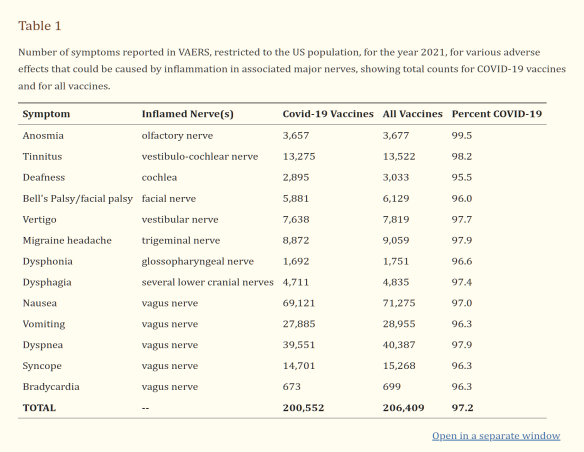 Table 1
Number of symptoms reported in VAERS, restricted to the US population, for the year 2021, for various adverse
effects that could be caused by inflammation in associated major nerves, showing total counts for COVID-19 vaccines
and for all vaccines.
Symptom Inflamed Nerve(s) Covid-19 Vaccines All Vaccines Percent COVID-19
Anosmia olfactory nerve 3,657 3,677 99.5
Tinnitus vestibulo-cochlear nerve 13,275 13,522 98.2
Deafness cochlea 2,895 3,033 95.5
Bell's Palsy/facial palsy facial nerve 5,881 6,129 96.0
Vertigo vestibular nerve 7,638 7,819 97.7
Migraine headache trigeminal nerve 8,872 9,059 97.9
Dysphonia glossopharyngeal nerve 1,692 1,751 96.6
Dysphagia several lower cranial nerves 4,711 4,835 97.4
Nausea vagus nerve 69,121 71,275 97.0
Vomiting vagus nerve 27,885 28,955 96.3
Dyspnea vagus nerve 39,551 40,387 97.9
Syncope vagus nerve 14,701 15,268 96.3
Bradycardia vagus nerve 673 699 96.3
TOTAL -- 200,552 206,409 97.2
Open in a separate window